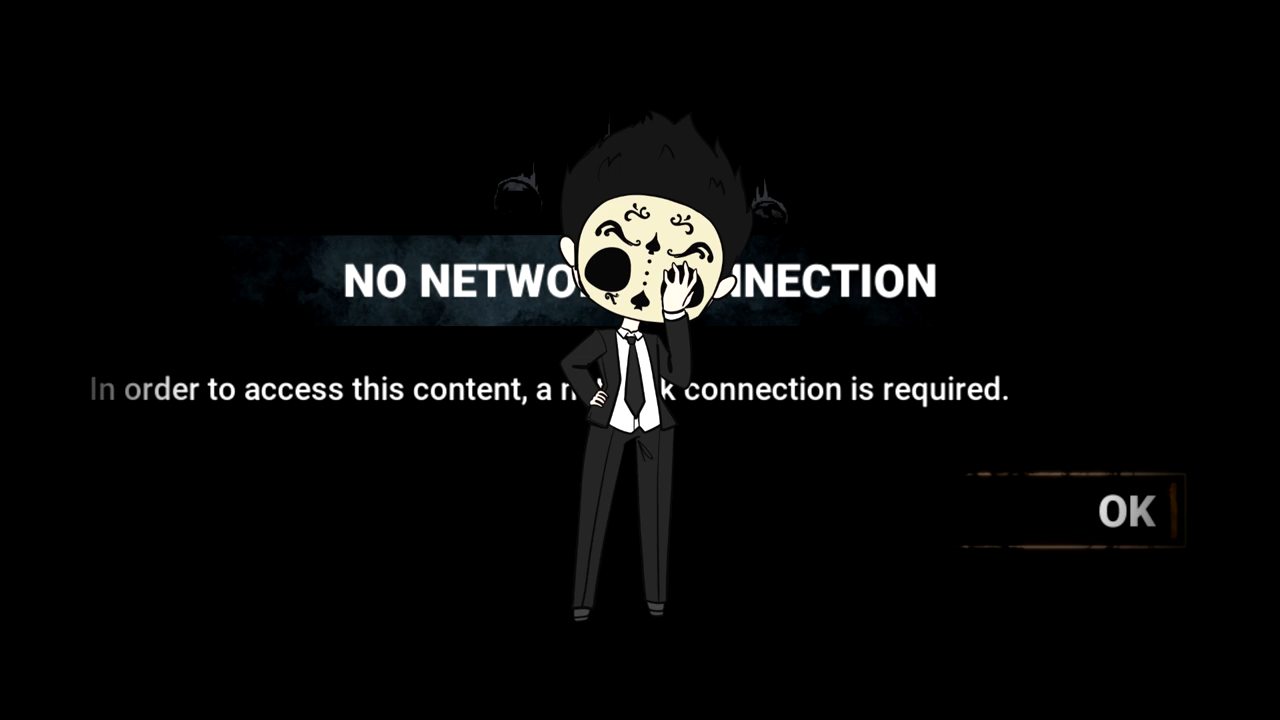 NO NETWO NNECTION
In order to access this content, a n k connection is required.
OK